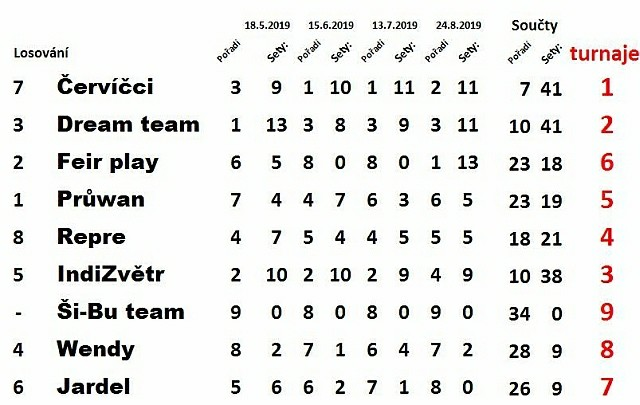 18.5.2019 15.6.2019 13.7.2019 24.8.2019 Součty
Losování Pořadí Sety: Pořadí Sety: Pořadí Sety: Pořadí Sety: Pořadí Sety: turnaje
7 Červíčci 3 9 1 10 1 11 2 11 7 41 1
3 Dream team 1 13 3 8 3 9 3 11 10 41 2
2 Feir play 6 5 8 0 8 0 1 13 23 18 6
1 Průwan 7 4 4 7 6 3 6 5 23 19 5
8 Repre 4 7 5 4 4 5 5 5 18 21 4
5 IndiZvětr 2 10 2 10 2 9 4 9 10 38 3
- Ši-Bu team 9 0 8 0 8 0 9 0 34 0 9
4 Wendy 8 2 7 1 6 4 7 2 28 9 8
6 Jardel 5 6 6 2 7 1 8 0 26 9 7